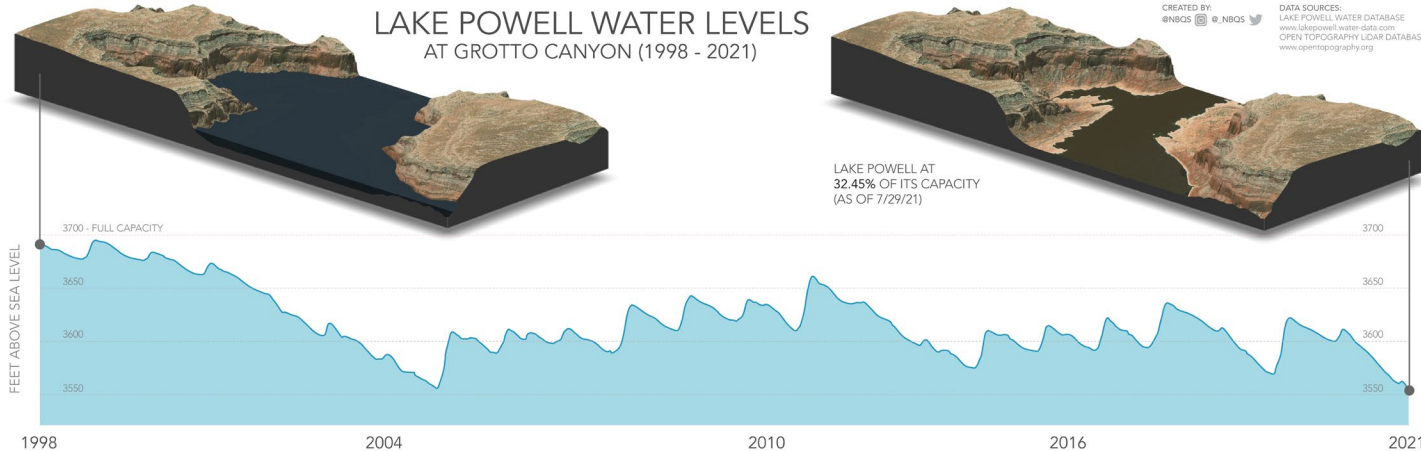 LAKE POWELL WATER LEVELS
AT GROTTO CANYON (1998 - 2021)
CREATED BY:
@NBQS @_NBQS
DATA SOURCES:
LAKE POWELL WATER DATABASE
www.lakepowell.water-data.com
OPEN TOPOGRAPHY LiDAR DATABAS
www.opentopography.org
LAKE POWELL AT
32.45% OF ITS CAPACITY
(AS OF 7/29/21)
FEET ABOVE SEA LEVEL
3700 - FULL CAPACITY
3650
3600
3550
3700
3650
3600
3550
1998
2004
2010
2016
2021